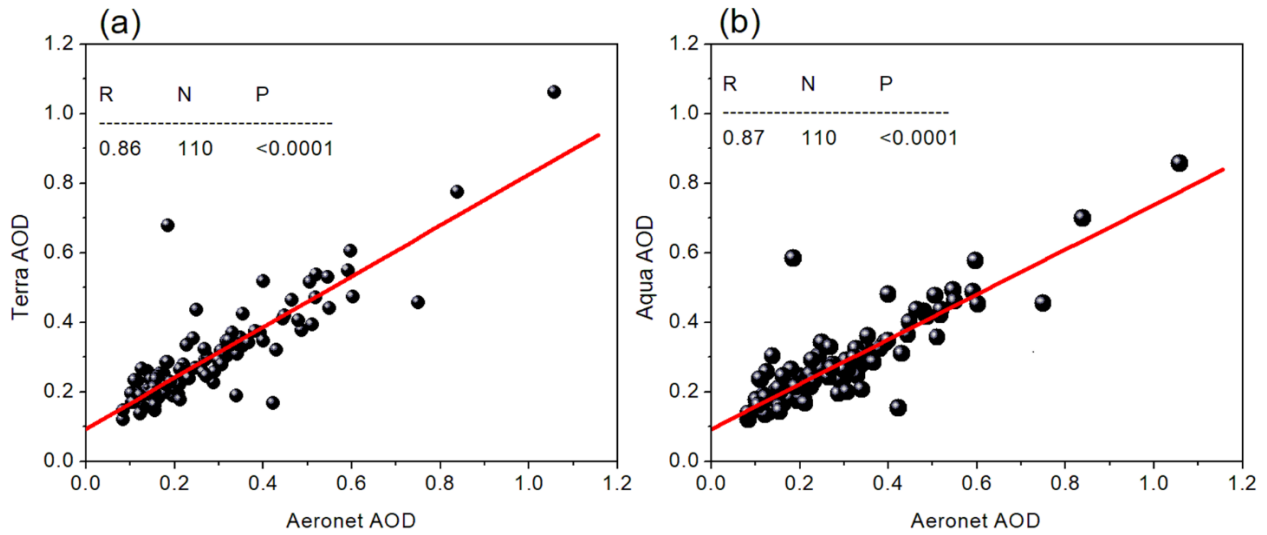 (a)
1.2
1.0
0.8
0.6
0.4
0.2
0.0
Terra AOD
R N P
--------------------------------
0.86 110 <0.0001
0.0 0.2 0.4 0.6 0.8 1.0 1.2
Aeronet AOD
(b)
1.2
1.0
0.8
0.6
0.4
0.2
0.0
Aqua AOD
R N P
--------------------------------
0.87 110 <0.0001
0.0 0.2 0.4 0.6 0.8 1.0 1.2
Aeronet AOD